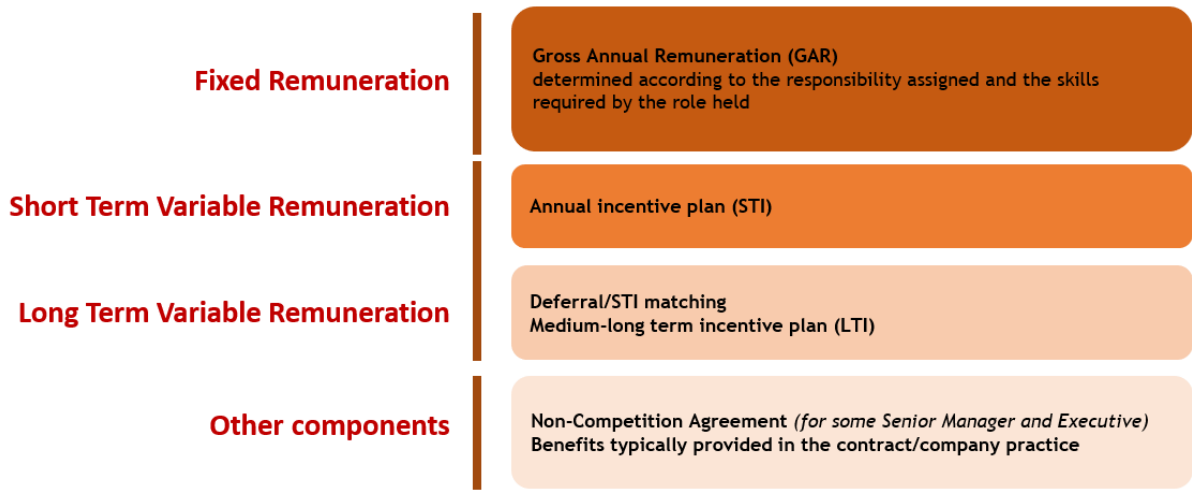 Fixed Remuneration
Gross Annual Remuneration (GAR)
determined according to the responsibility assigned and the skills
required by the role held
Short Term Variable Remuneration
Annual incentive plan (STI)
Long Term Variable Remuneration
Deferral/STI matching
Medium-long term incentive plan (LTI)
Other components
Non-Competition Agreement (for some Senior Manager and Executive)
Benefits typically provided in the contract/company practice